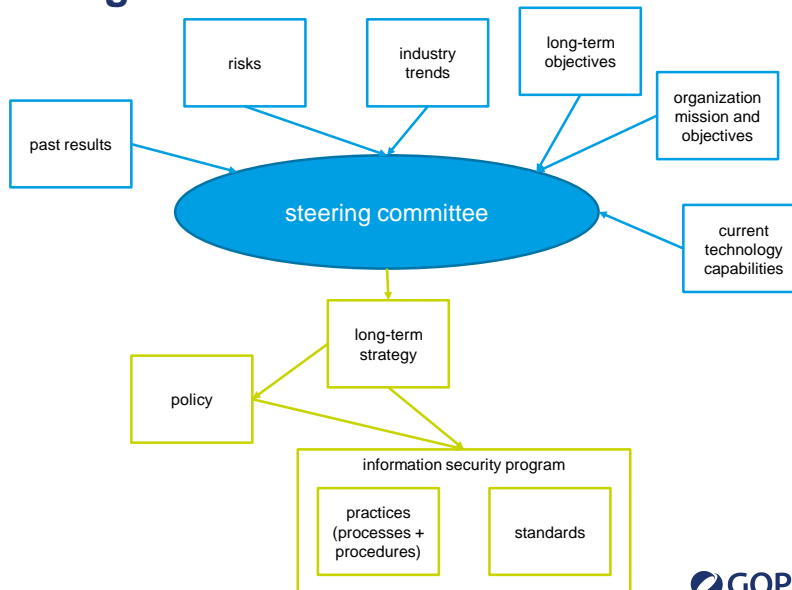 risks
industry
trends
long-term
objectives
organization
mission and
objectives
past results
steering committee
current
technology
capabilities
long-term
strategy
policy
information security program
practices
(processes +
procedures)
standards
GOP